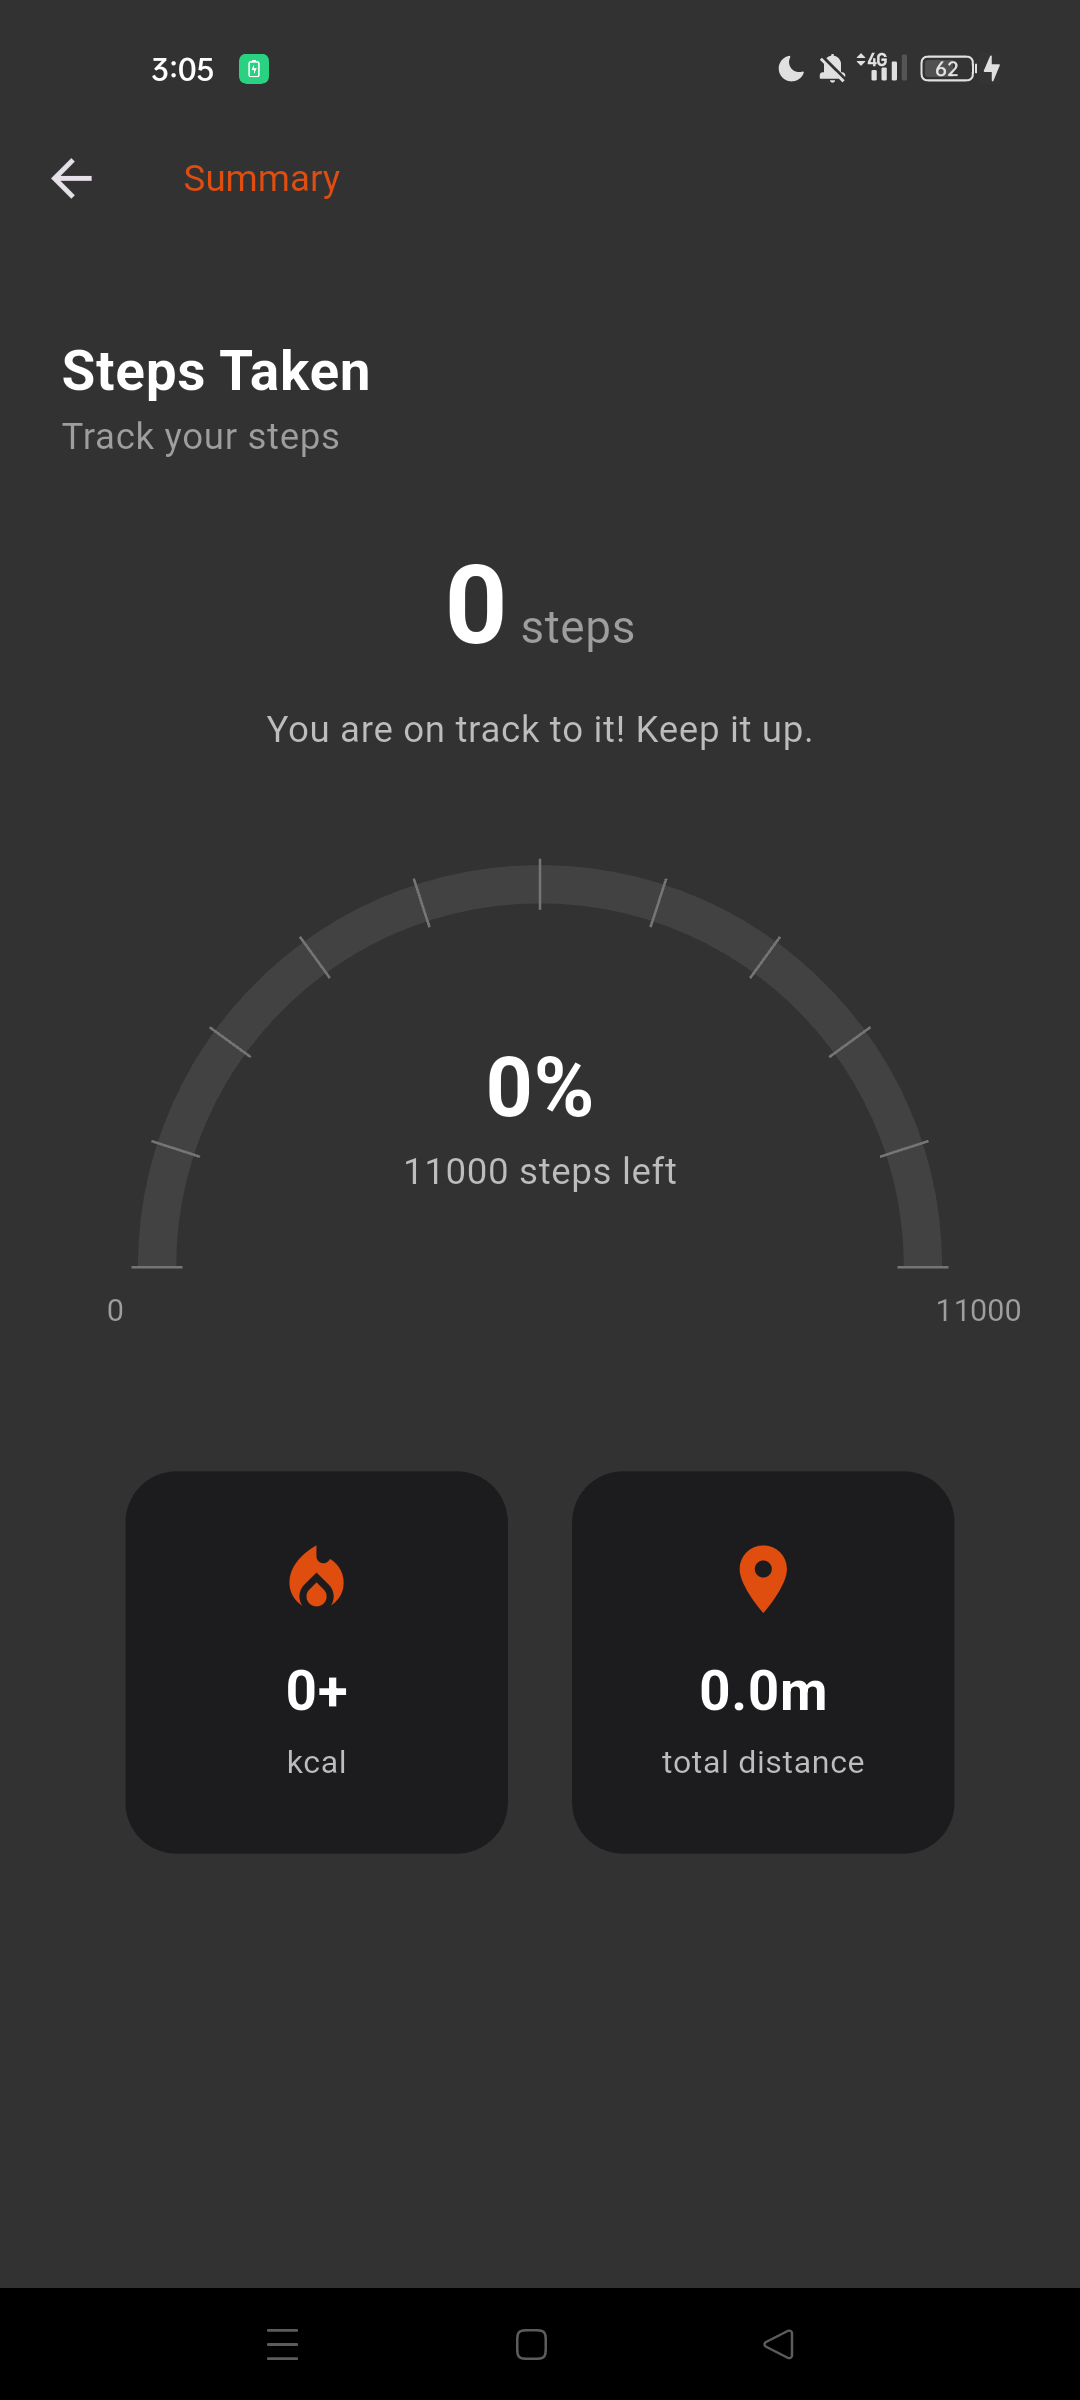 3:05
4G
62
Summary
Steps Taken
Track your steps
0 steps
You are on track to it! Keep it up.
0%
11000 steps left
0
11000
0+
0.0m
kcal
total distance